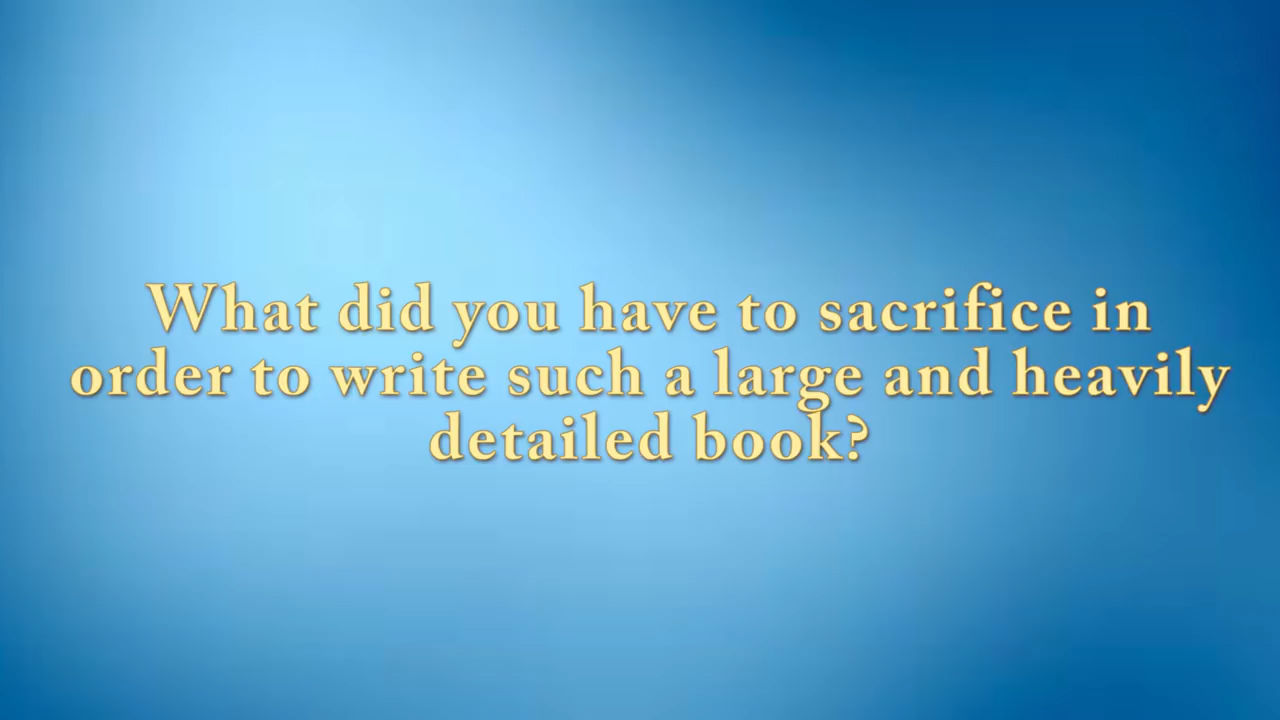 What did you have to sacrifice in
order to write such a large and heavily
detailed book?